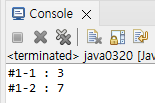 Console
<terminated> java0320 [Jav
#1-1 : 3
#1-2 : 7